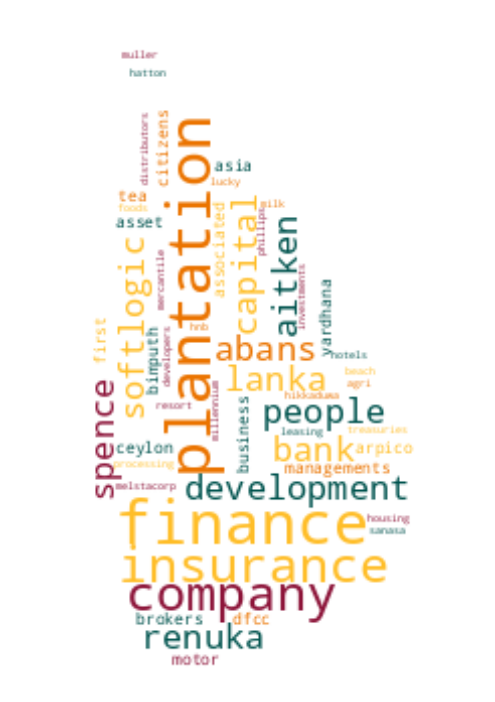 muller
hatton
distributors
citizens
plantation
asia
lucky
tea
foods
asset
associated
capital
milk
phillips
aitken
softlogic
mercantile
investments
vardhana
first
bimputh
developers
hnb
abans
hotels
lanka
beach
agri
hikkaduwa
spence
resort
millennium
business
people
leasing
treasuries
ceylon
bank
arpico
processing
managements
melstacorp
development
finance
housing
sanasa
insurance
company
brokers
dfcc
renuka
motor